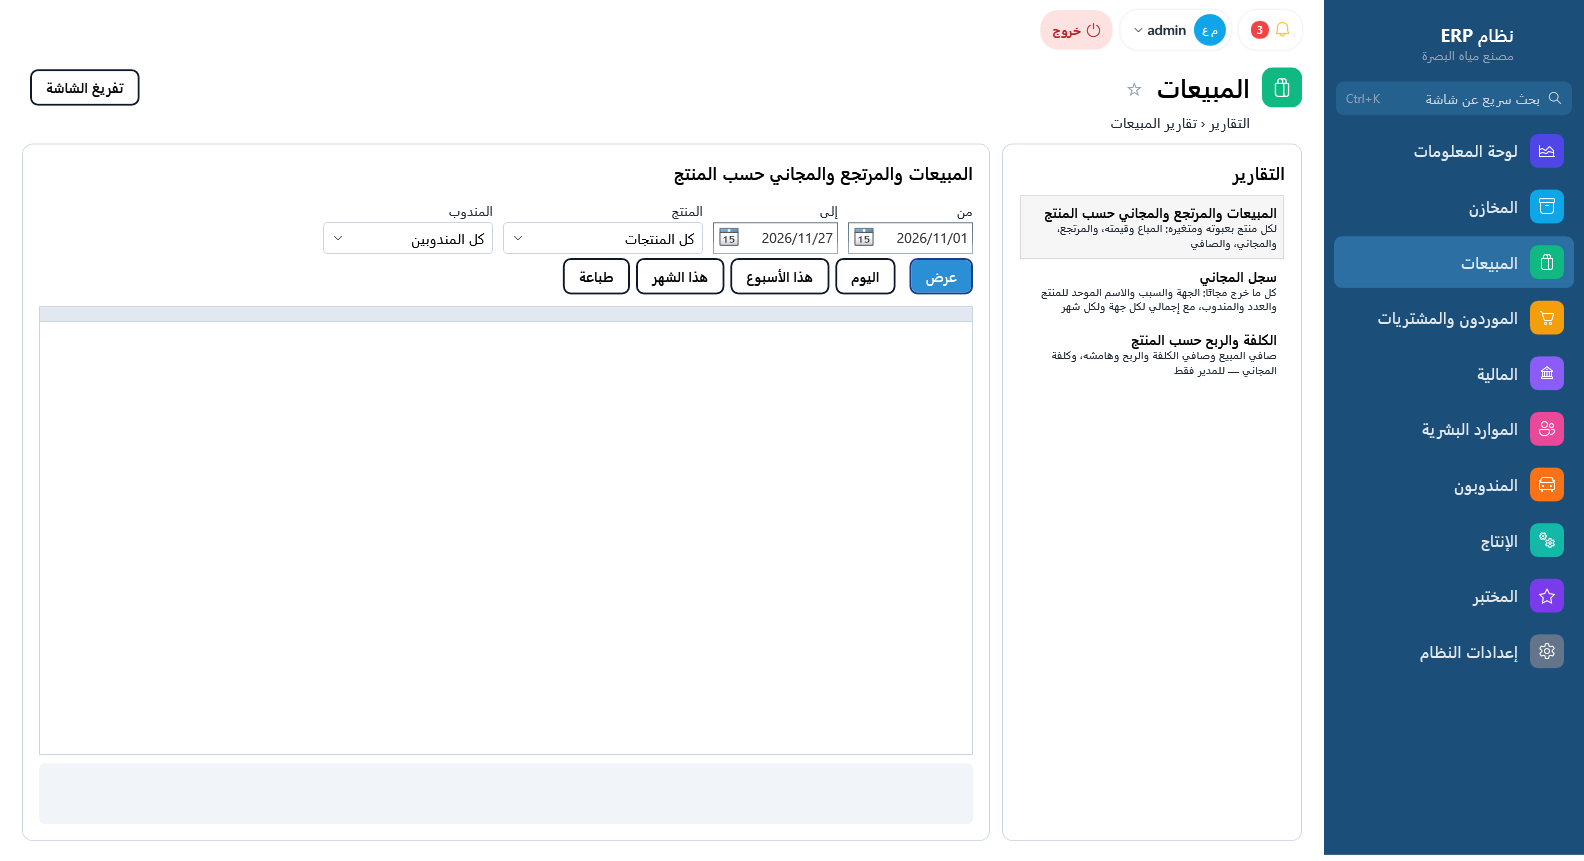 نظام ERP
مصنع مياه البصرة
بحث سريع عن شاشة
Ctrl+K
لوحة المعلومات
المخازن
المبيعات
الموردون والمشتريات
المالية
الموارد البشرية
المندوبون
الإنتاج
المختبر
إعدادات النظام
3
م ع
admin
خروج
المبيعات
التقارير › تقارير المبيعات
تفريغ الشاشة
التقارير
المبيعات والمرتجع والمجاني حسب المنتج
لكل منتج بعبوته ومتغيره: المباع وقيمته، والمرتجع،
والمجاني، والصافي
سجل المجاني
كل ما خرج مجانًا: الجهة والسبب والاسم الموحد للمنتج
والعدد والمندوب، مع إجمالي لكل جهة ولكل شهر
الكلفة والربح حسب المنتج
صافي المبيع وصافي الكلفة والربح وهامشه، وكلفة
المجاني — للمدير فقط
المبيعات والمرتجع والمجاني حسب المنتج
من
2026/11/01
15
إلى
2026/11/27
15
المنتج
كل المنتجات
المندوب
كل المندوبين
عرض
اليوم
هذا الأسبوع
هذا الشهر
طباعة